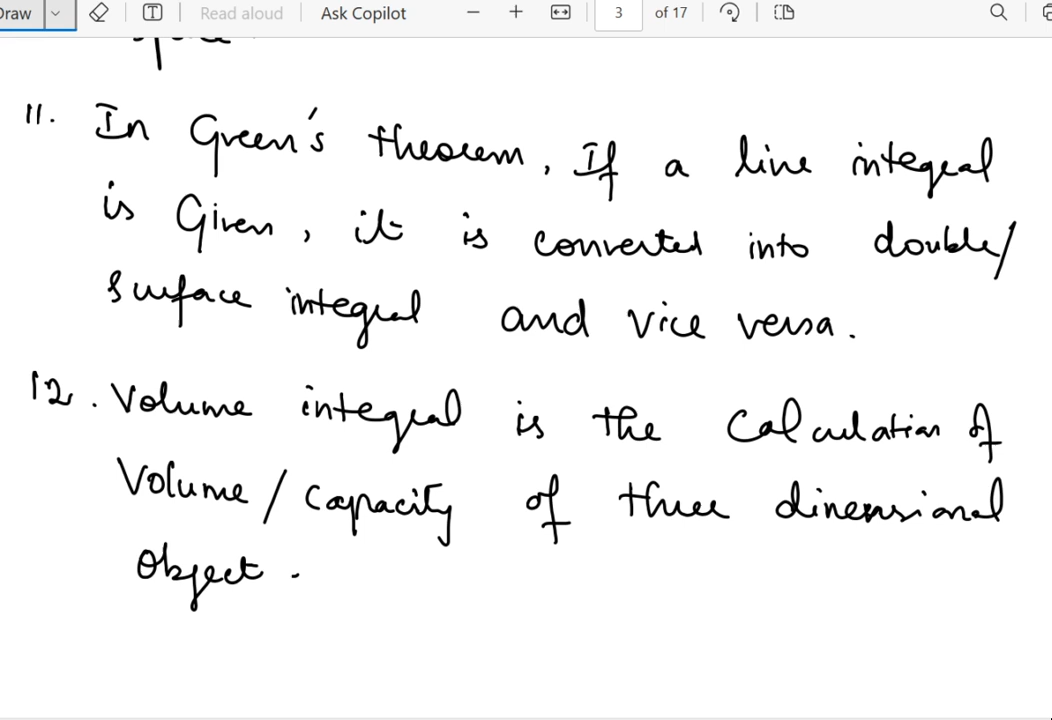 Draw Read aloud Ask Copilot 3 of 17
11. In Green's theorem, If a line integral
is Given, it is converted into double/
surface integral and vice versa.
12. Volume integral is the Calculation of
Volume/capacity of three dimensional
object.